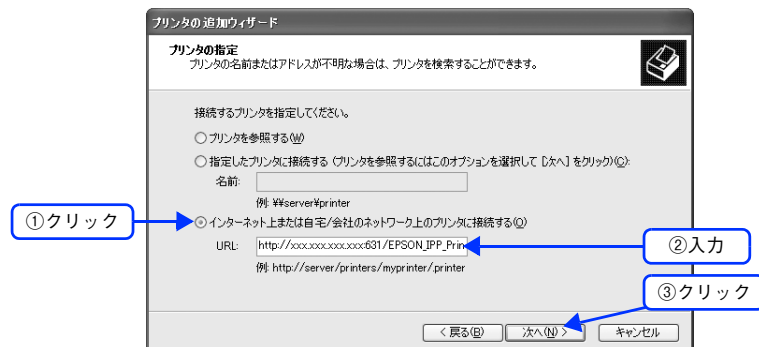 プリンタの追加ウィザード
プリンタの指定
プリンタの名前またはアドレスが不明な場合は、プリンタを検索することができます。
接続するプリンタを指定してください。
プリンタを参照する(W)
指定したプリンタに接続する (プリンタを参照するにはこのオプションを選択して [次へ] をクリック)(C):
名前:
例: ¥¥server¥printer
①クリック
インターネット上または自宅/会社のネットワーク上のプリンタに接続する(O)
URL: http://xxx.xxx.xxx.xxx:631/EPSON_IPP_Prin
②入力
例: http://server/printers/myprinter/.printer
③クリック
< 戻る(B) 次へ(N) > キャンセル